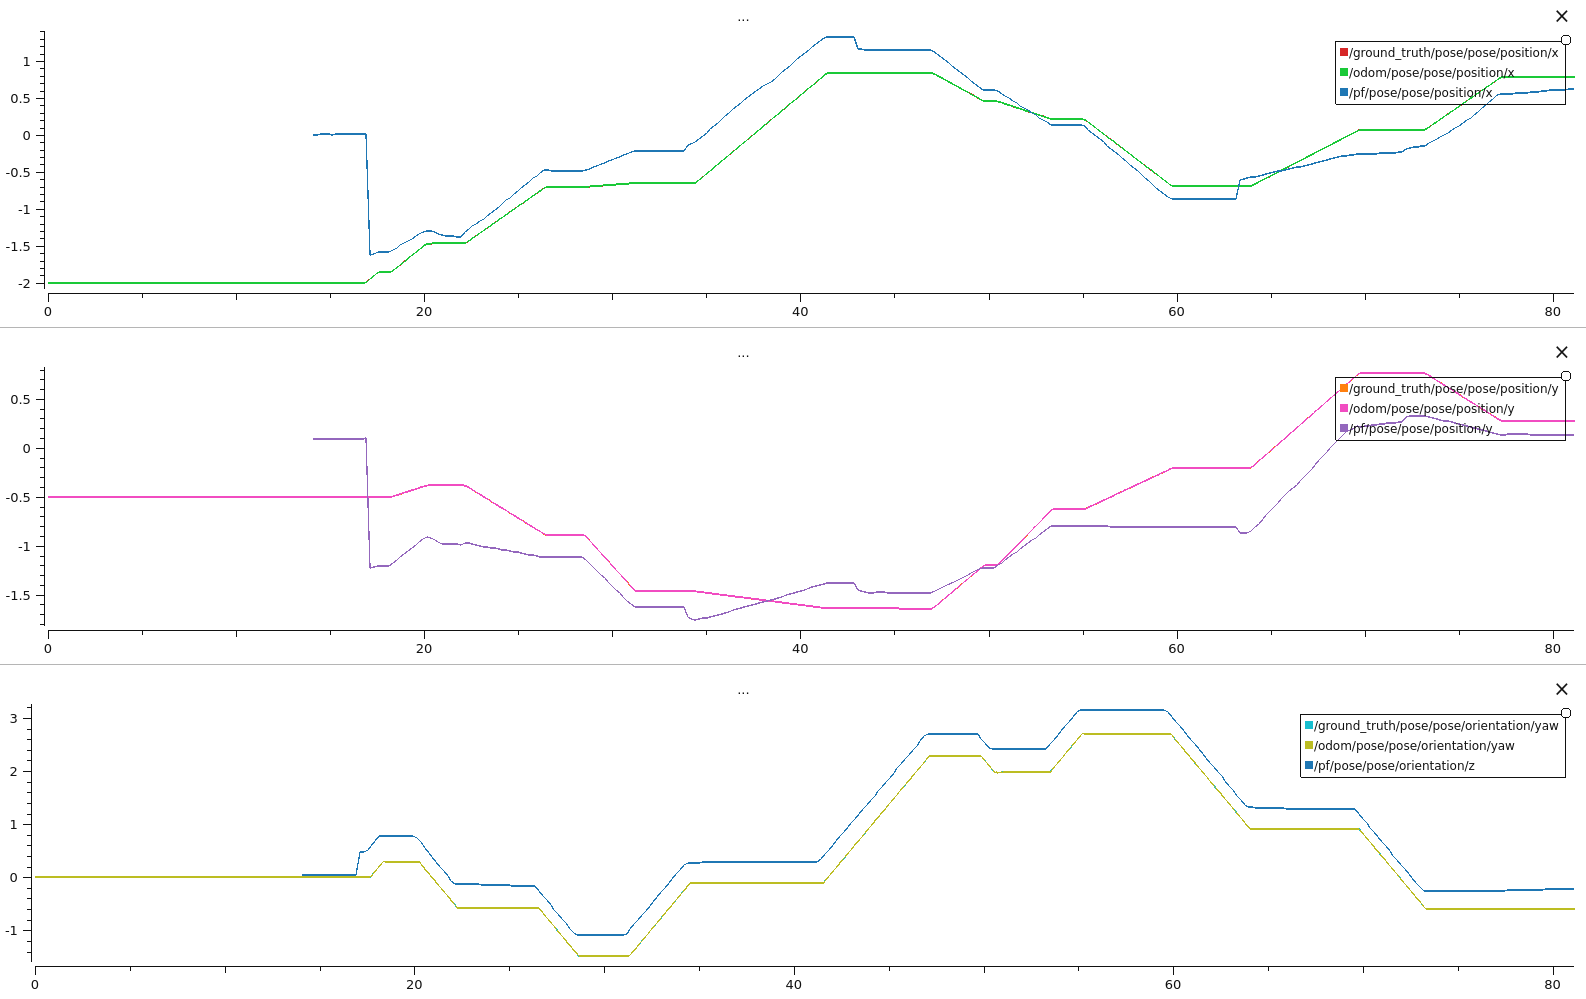 ...
1
0.5
0
-0.5
-1
-1.5
-2
/ground_truth/pose/pose/position/x
/odom/pose/pose/position/x
/pf/pose/pose/position/x
0 20 40 60 80
...
0.5
0
-0.5
-1
-1.5
/ground_truth/pose/pose/position/y
/odom/pose/pose/position/y
/pf/pose/pose/position/y
0 20 40 60 80
...
3
2
1
0
-1
/ground_truth/pose/pose/orientation/yaw
/odom/pose/pose/orientation/yaw
/pf/pose/pose/orientation/z
0 20 40 60 80